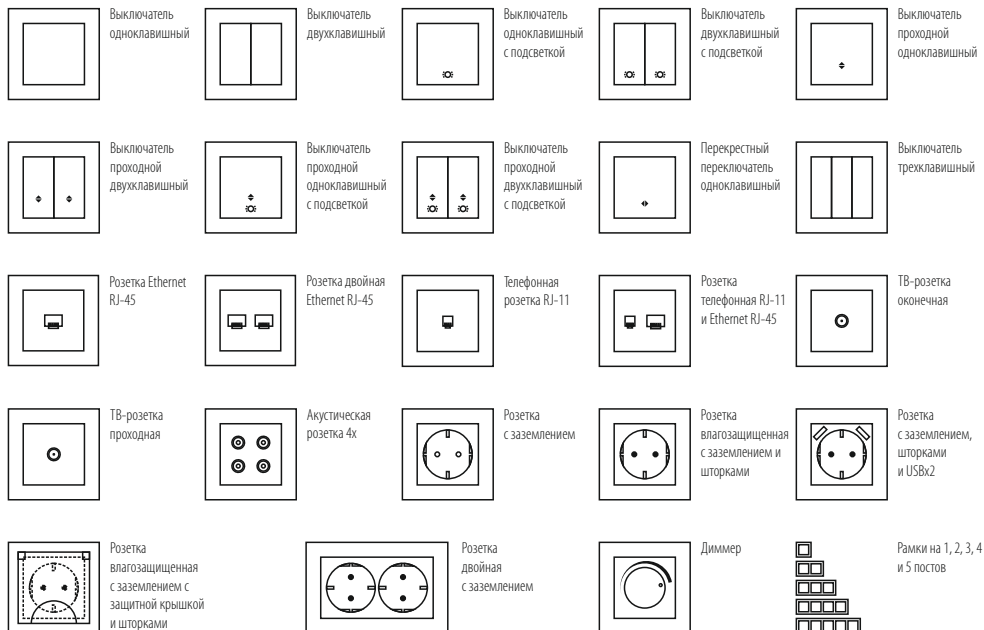 Выключатель
одноклавишный
Выключатель
двухклавишный
Выключатель
одноклавишный
с подсветкой
Выключатель
двухклавишный
с подсветкой
Выключатель
проходной
одноклавишный
Выключатель
проходной
двухклавишный
Выключатель
проходной
одноклавишный
с подсветкой
Выключатель
проходной
двухклавишный
с подсветкой
Перекрестный
переключатель
одноклавишный
Выключатель
трехклавишный
Розетка Ethernet
RJ-45
Розетка двойная
Ethernet RJ-45
Телефонная
розетка RJ-11
Розетка
телефонная RJ-11
и Ethernet RJ-45
ТВ-розетка
оконечная
ТВ-розетка
проходная
Акустическая
розетка 4х
Розетка
с заземлением
Розетка
влагозащищенная
с заземлением и
шторками
Розетка
с заземлением,
шторками
и USBx2
Розетка
влагозащищенная
с заземлением с
защитной крышкой
и шторками
Розетка
двойная
с заземлением
Диммер
Рамки на 1, 2, 3, 4
и 5 постов